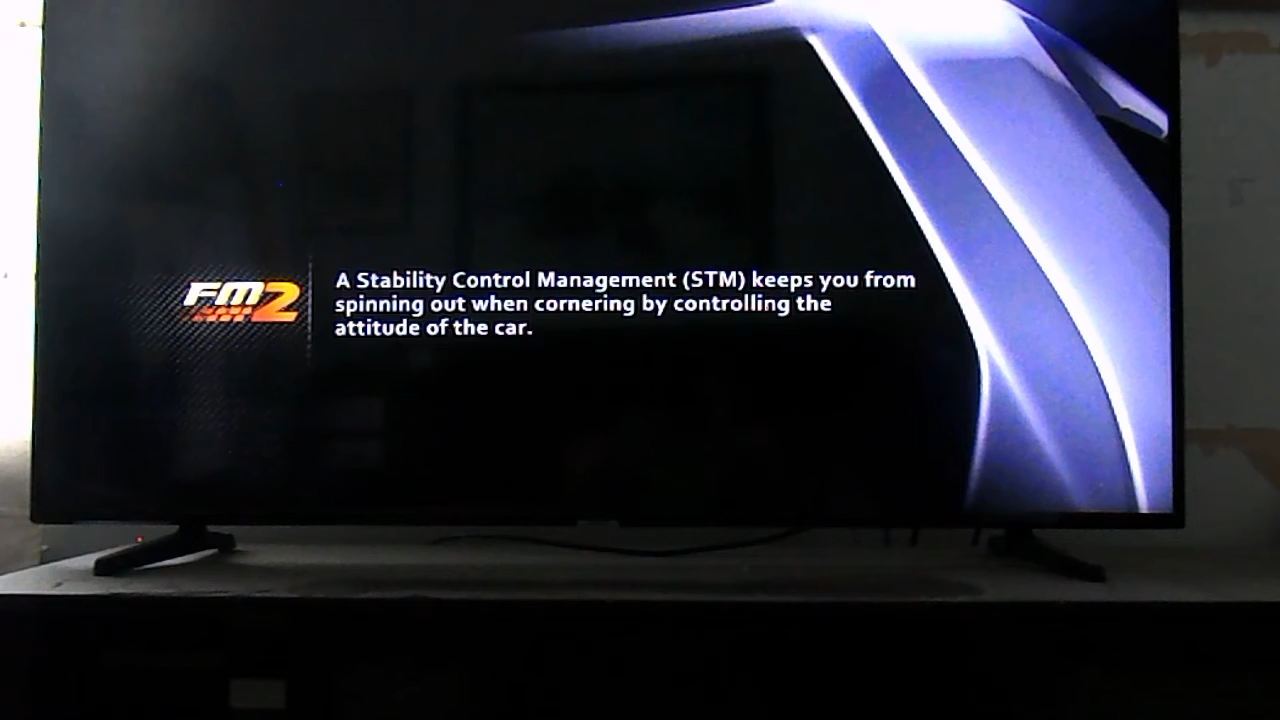 FM2
A Stability Control Management (STM) keeps you from
spinning out when cornering by controlling the
attitude of the car.